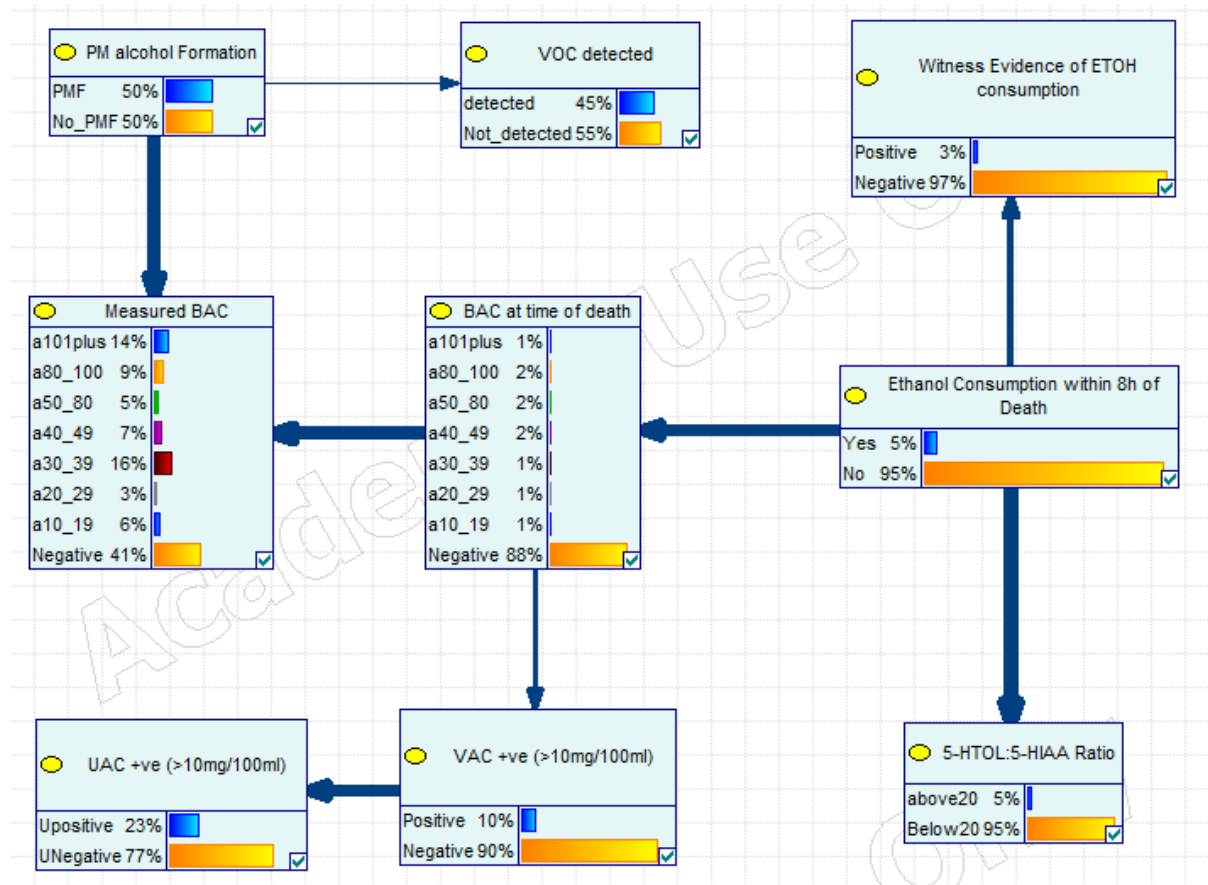 PM alcohol Formation
PMF 50%
No_PMF 50%
VOC detected
detected 45%
Not_detected 55%
Witness Evidence of ETOH
consumption
Positive 3%
Negative 97%
Measured BAC
a101plus 14%
a80_100 9%
a50_80 5%
a40_49 7%
a30_39 16%
a20_29 3%
a10_19 6%
Negative 41%
BAC at time of death
a101plus 1%
a80_100 2%
a50_80 2%
a40_49 2%
a30_39 1%
a20_29 1%
a10_19 1%
Negative 88%
Ethanol Consumption within 8h of
Death
Yes 5%
No 95%
UAC +ve (>10mg/100ml)
Upositive 23%
UNegative 77%
VAC +ve (>10mg/100ml)
Positive 10%
Negative 90%
5-HTOL:5-HIAA Ratio
above20 5%
Below20 95%
Use